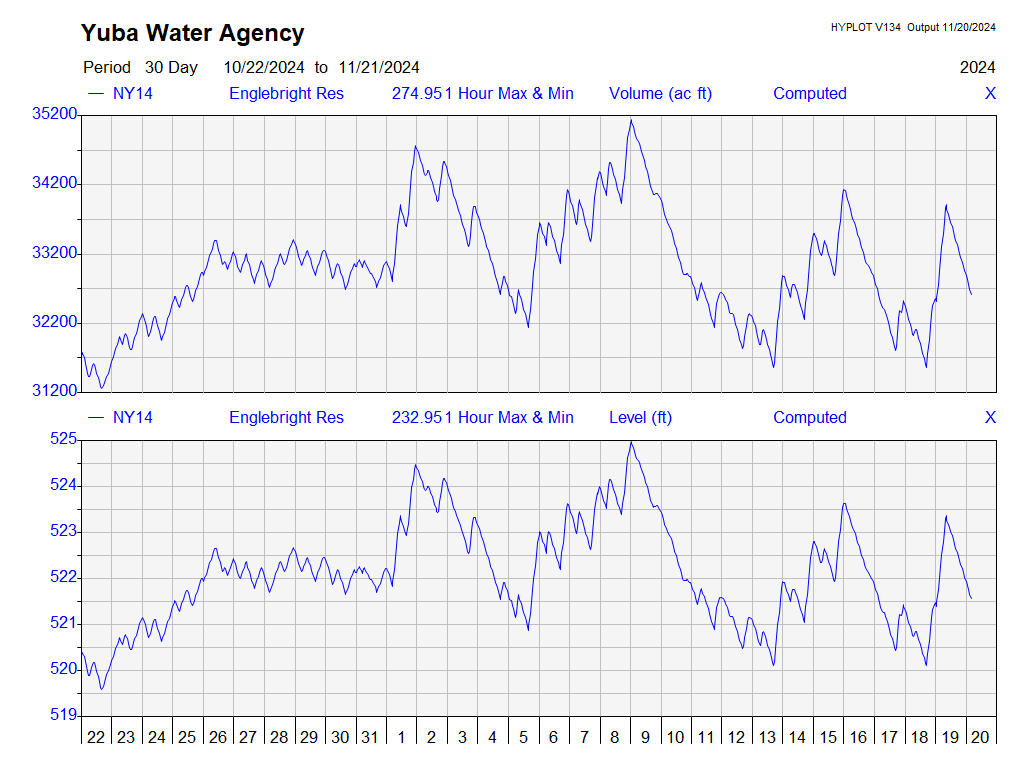 Yuba Water Agency HYPLOT V134 Output 11/20/2024
Period 30 Day 10/22/2024 to 11/21/2024 2024
NY14 Englebright Res 274.951 Hour Max & Min Volume (ac ft) Computed X
35200
34200
33200
32200
31200
NY14 Englebright Res 232.951 Hour Max & Min Level (ft) Computed X
525
524
523
522
521
520
519
22 23 24 25 26 27 28 29 30 31 1 2 3 4 5 6 7 8 9 10 11 12 13 14 15 16 17 18 19 20